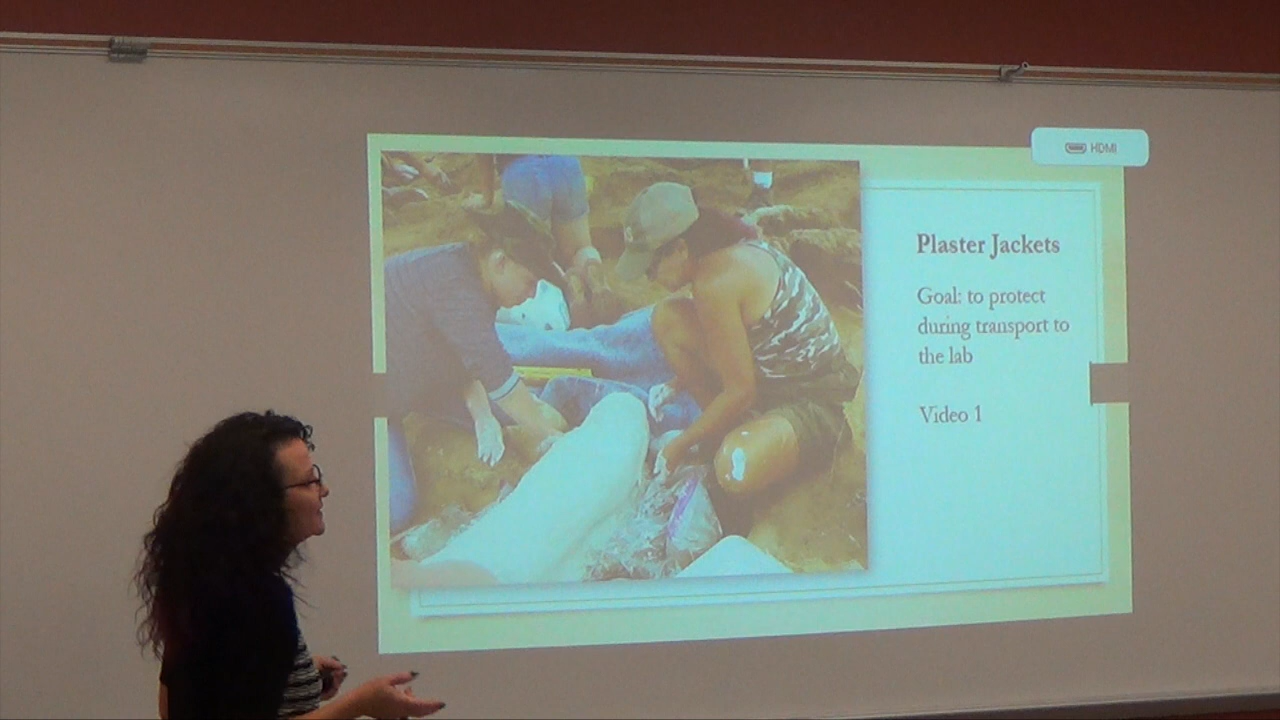 HDMI
Plaster Jackets
Goal: to protect
during transport to
the lab
Video 1